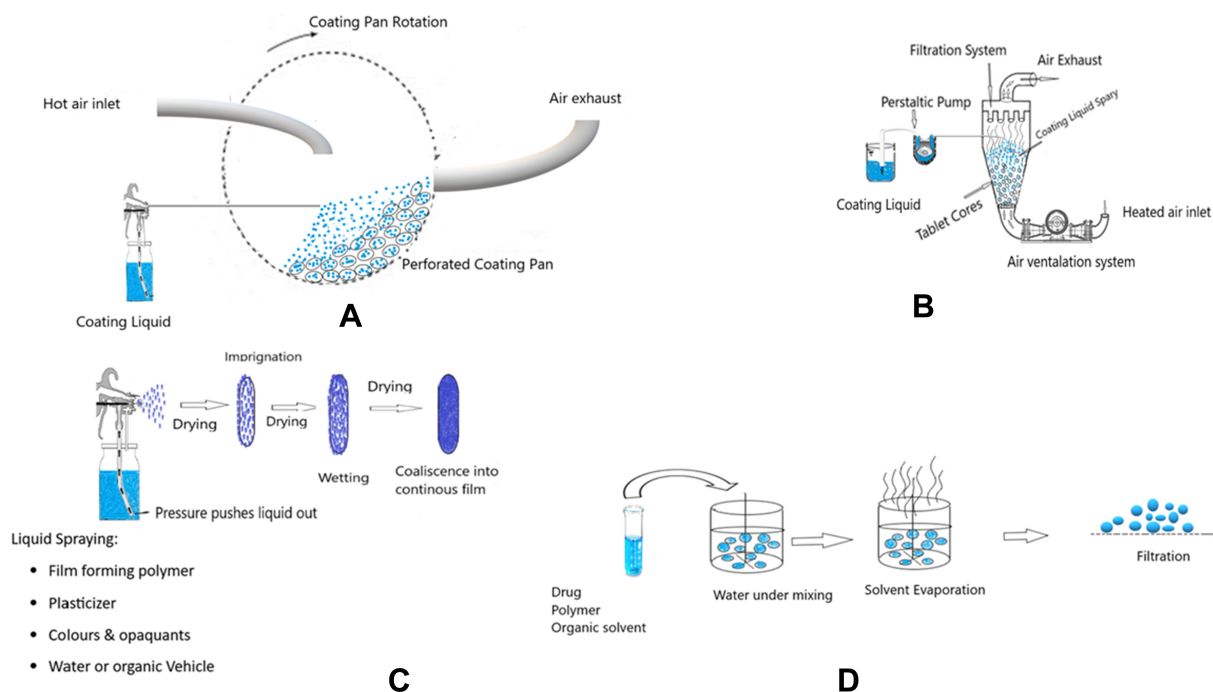 Coating Pan Rotation
Hot air inlet
Air exhaust
Perforated Coating Pan
Coating Liquid
A
Filtration System
Air Exhaust
Perstaltic Pump
Coating Liquid Spary
Coating Liquid
Tablet Cores
Heated air inlet
Air ventalation system
B
Imprignation
Drying
Drying
Drying
Wetting
Coaliscence into
continous film
Pressure pushes liquid out
Liquid Spraying:
• Film forming polymer
• Plasticizer
• Colours & opaquants
• Water or organic Vehicle
C
Drug
Polymer
Organic solvent
Water under mixing
Solvent Evaporation
Filtration
D